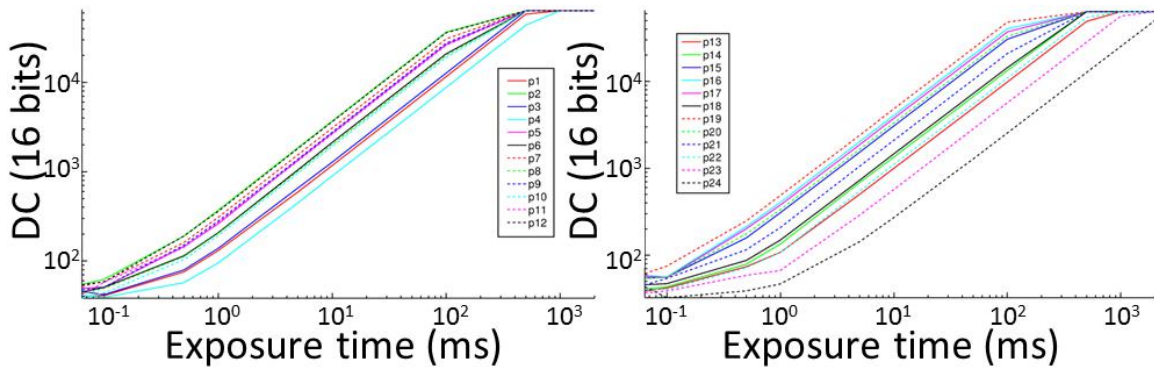 DC (16 bits)
10^4
10^3
10^2
p1
p2
p3
p4
p5
p6
p7
p8
p9
p10
p11
p12
10^-1
10^0
10^1
10^2
10^3
Exposure time (ms)
DC (16 bits)
10^4
10^3
10^2
p13
p14
p15
p16
p17
p18
p19
p20
p21
p22
p23
p24
10^-1
10^0
10^1
10^2
10^3
Exposure time (ms)